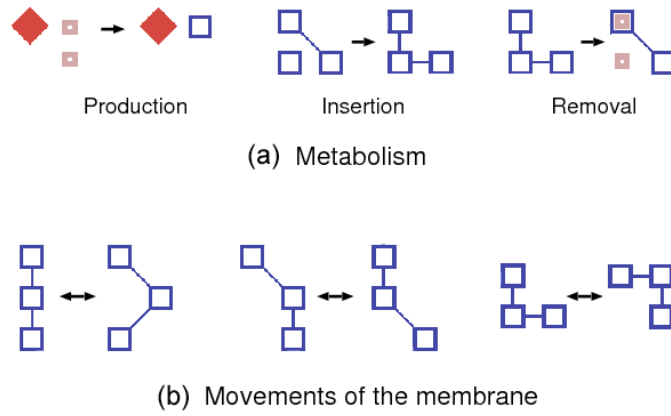 Production Insertion Removal
(a) Metabolism
(b) Movements of the membrane